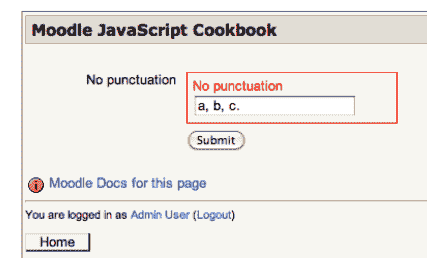 Moodle JavaScript Cookbook
No punctuation
No punctuation
a, b, c.
Submit
Moodle Docs for this page
You are logged in as Admin User (Logout)
Home